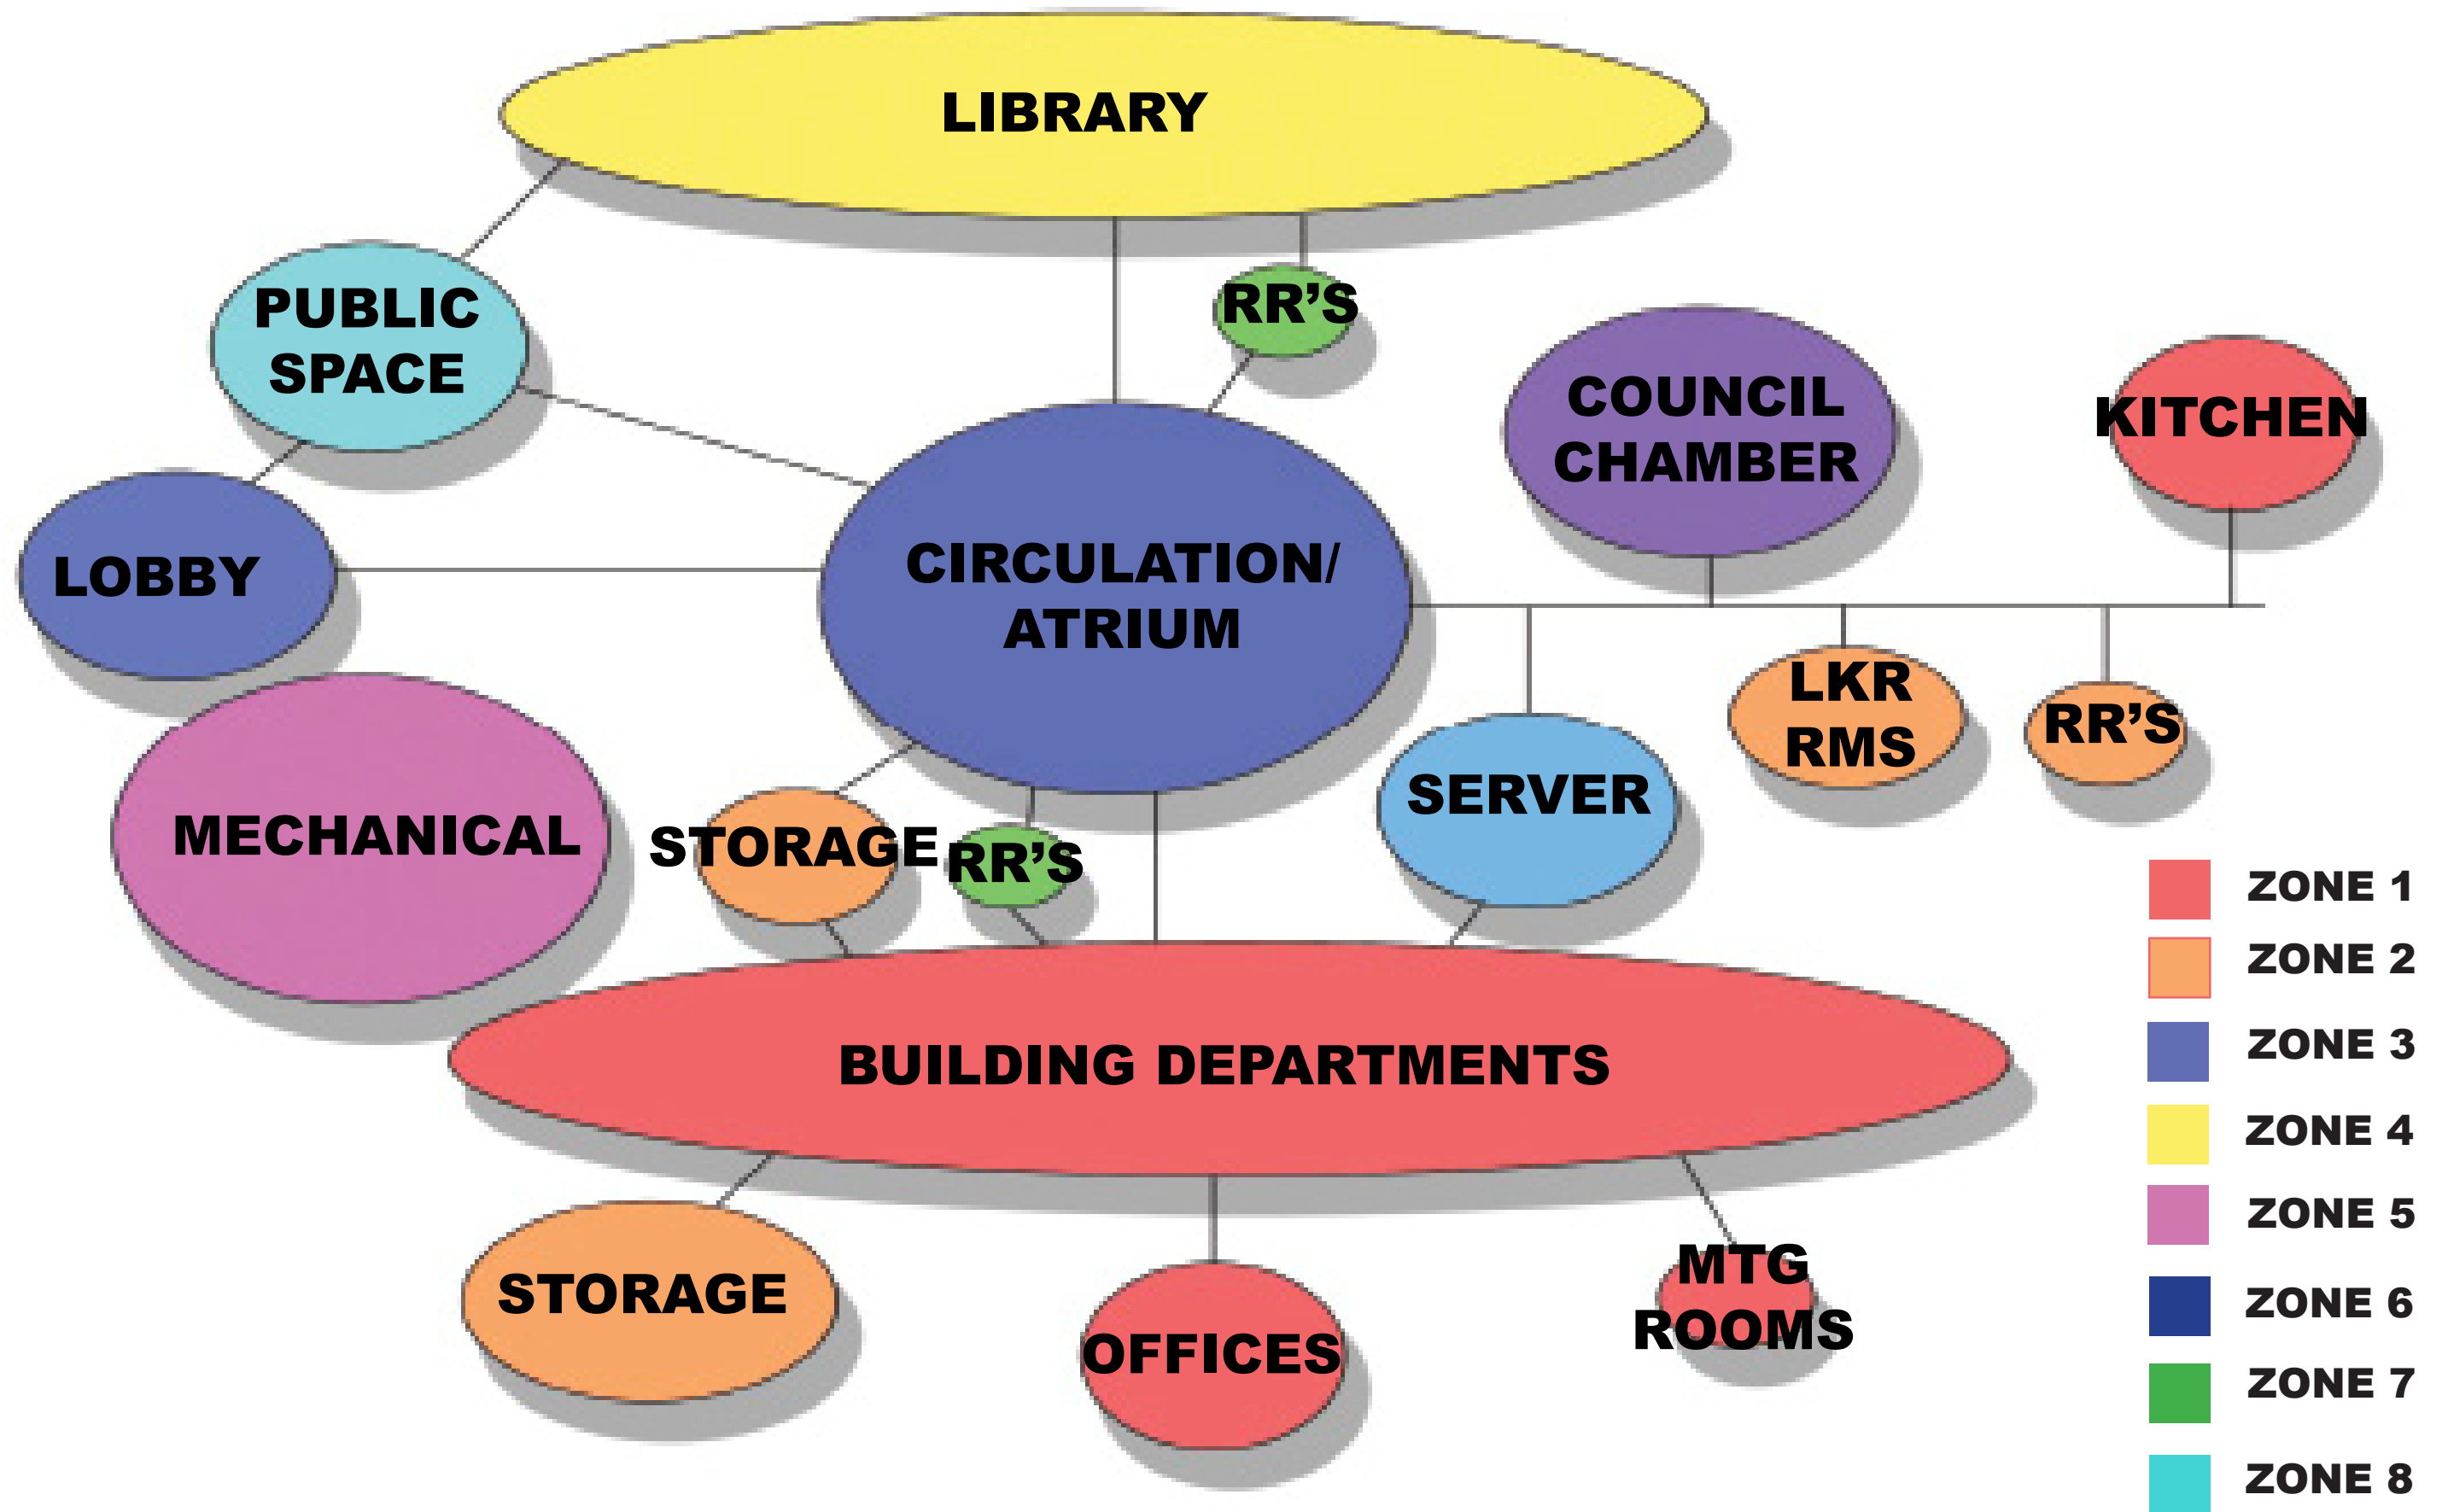 LIBRARY
PUBLIC
SPACE
RR’S
COUNCIL
CHAMBER
KITCHEN
LOBBY
CIRCULATION/
ATRIUM
LKR
RMS
RR’S
MECHANICAL
STORAGE
RR’S
SERVER
BUILDING DEPARTMENTS
STORAGE
OFFICES
MTG
ROOMS
ZONE 1
ZONE 2
ZONE 3
ZONE 4
ZONE 5
ZONE 6
ZONE 7
ZONE 8